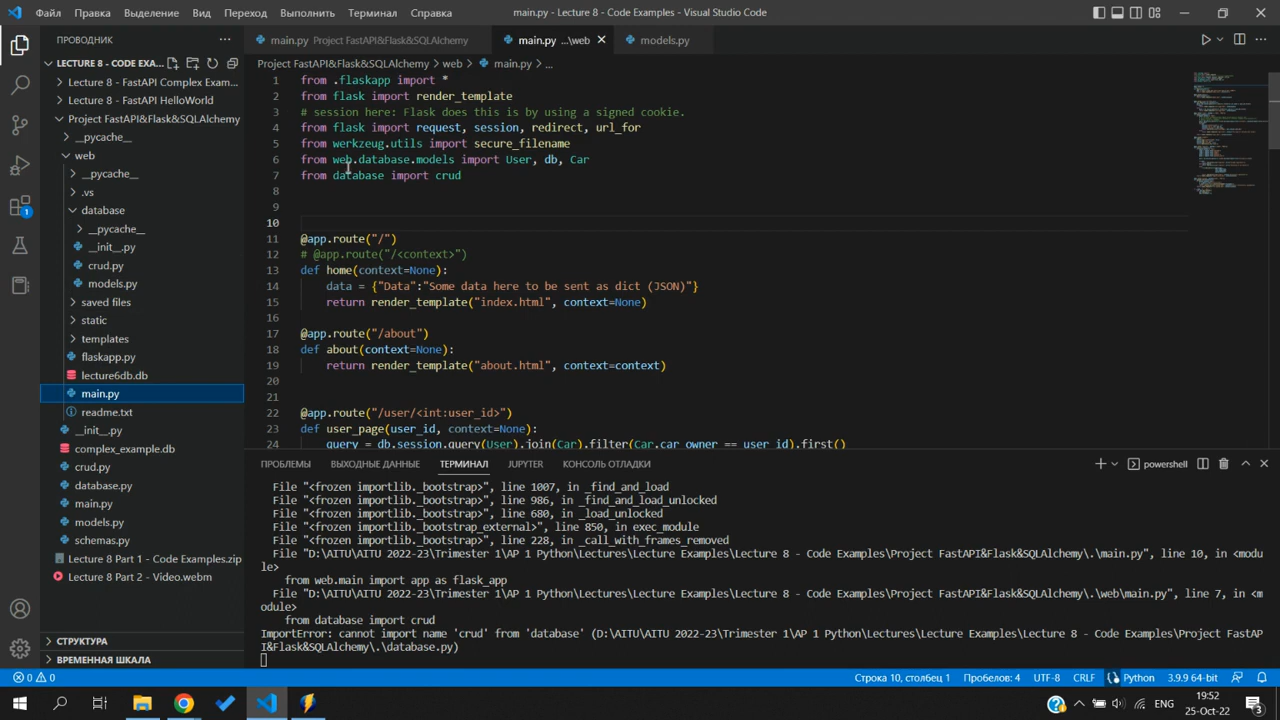 Файл Правка Выделение Вид Переход Выполнить Терминал Справка
main.py - Lecture 8 - Code Examples - Visual Studio Code
ПРОВОДНИК
main.py Project FastAPI&Flask&SQLAlchemy
main.py ...\web
models.py
LECTURE 8 - CODE EXA...
Lecture 8 - FastAPI Complex Exam...
Lecture 8 - FastAPI HelloWorld
Project FastAPI&Flask&SQLAlchemy
__pycache__
web
__pycache__
.vs
database
__pycache__
__init__.py
crud.py
models.py
saved files
static
templates
flaskapp.py
lecture6db.db
main.py
readme.txt
__init__.py
complex_example.db
crud.py
database.py
main.py
models.py
schemas.py
Lecture 8 Part 1 - Code Examples.zip
Lecture 8 Part 2 - Video.webm
СТРУКТУРА
ВРЕМЕННАЯ ШКАЛА
1
Project FastAPI&Flask&SQLAlchemy > web > main.py > ...
1 from .flaskapp import *
2 from flask import render_template
3 # session here: Flask does this is by using a signed cookie.
4 from flask import request, session, redirect, url_for
5 from werkzeug.utils import secure_filename
6 from web.database.models import User, db, Car
7 from database import crud
8
9
10
11 @app.route("/")
12 # @app.route("/<context>")
13 def home(context=None):
14 data = {"Data":"Some data here to be sent as dict (JSON)"}
15 return render_template("index.html", context=None)
16
17 @app.route("/about")
18 def about(context=None):
19 return render_template("about.html", context=context)
20
21
22 @app.route("/user/<int:user_id>")
23 def user_page(user_id, context=None):
24 query = db.session.query(User).join(Car).filter(Car.car_owner == user_id).first()
ПРОБЛЕМЫ ВЫХОДНЫЕ ДАННЫЕ ТЕРМИНАЛ JUPYTER КОНСОЛЬ ОТЛАДКИ
powershell
File "<frozen importlib._bootstrap>", line 1007, in _find_and_load
File "<frozen importlib._bootstrap>", line 986, in _find_and_load_unlocked
File "<frozen importlib._bootstrap>", line 680, in _load_unlocked
File "<frozen importlib._bootstrap_external>", line 850, in exec_module
File "<frozen importlib._bootstrap>", line 228, in _call_with_frames_removed
File "D:\AITU\AITU 2022-23\Trimester 1\AP 1 Python\Lectures\Lecture Examples\Lecture 8 - Code Examples\Project FastAPI&Flask&SQLAlchemy\.\main.py", line 10, in <modu
le>
from web.main import app as flask_app
File "D:\AITU\AITU 2022-23\Trimester 1\AP 1 Python\Lectures\Lecture Examples\Lecture 8 - Code Examples\Project FastAPI&Flask&SQLAlchemy\.\web\main.py", line 7, in <m
odule>
from database import crud
ImportError: cannot import name 'crud' from 'database' (D:\AITU\AITU 2022-23\Trimester 1\AP 1 Python\Lectures\Lecture Examples\Lecture 8 - Code Examples\Project FastAP
I&Flask&SQLAlchemy\.\database.py)
0 0
Строка 10, столбец 1 Пробелов: 4 UTF-8 CRLF Python 3.9.9 64-bit
ENG
19:52
25-Oct-22
3